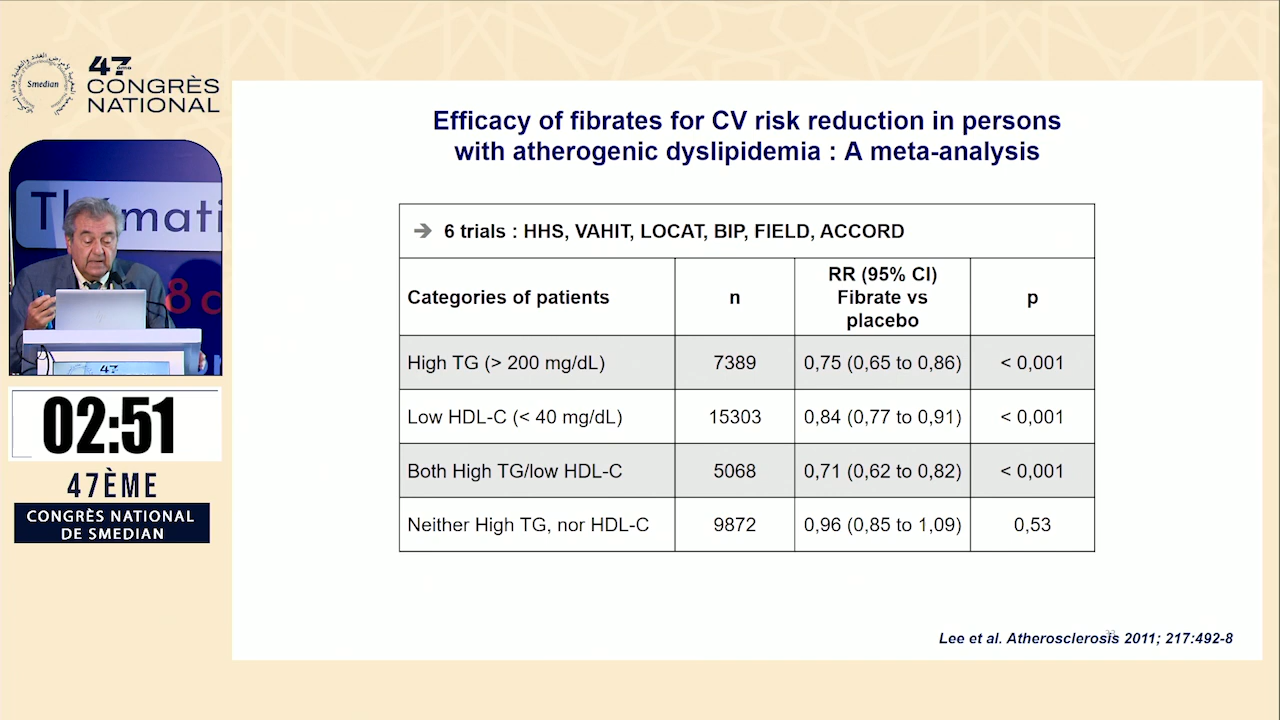 47ème
CONGRÈS
NATIONAL
Smedian
Efficacy of fibrates for CV risk reduction in persons
with atherogenic dyslipidemia : A meta-analysis
➔ 6 trials : HHS, VAHIT, LOCAT, BIP, FIELD, ACCORD
Categories of patients n RR (95% CI) Fibrate vs placebo p
High TG (> 200 mg/dL) 7389 0,75 (0,65 to 0,86) < 0,001
Low HDL-C (< 40 mg/dL) 15303 0,84 (0,77 to 0,91) < 0,001
Both High TG/low HDL-C 5068 0,71 (0,62 to 0,82) < 0,001
Neither High TG, nor HDL-C 9872 0,96 (0,85 to 1,09) 0,53
Lee et al. Atherosclerosis 2011; 217:492-8
mati
8
47
02:51
47ÈME
CONGRÈS NATIONAL
DE SMEDIAN